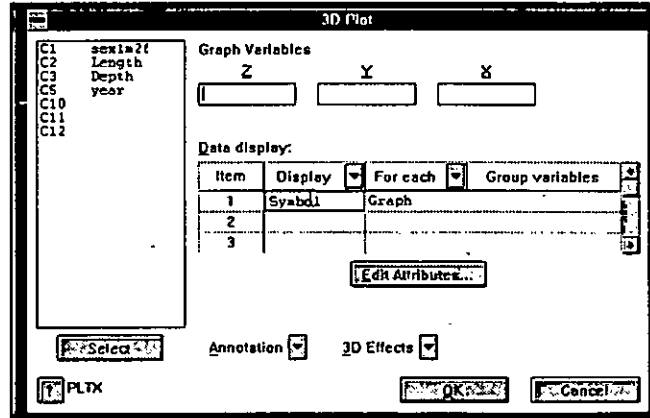 3D Plot
C1 sex1m2f
C2 Length
C3 Depth
C5 year
C10
C11
C12
Graph Variables
Z Y X
Data display:
Item Display For each Group variables
1 Symbol Graph
2
3
Edit Attributes...
Select
Annotation 3D Effects
? PLTX
OK Cancel